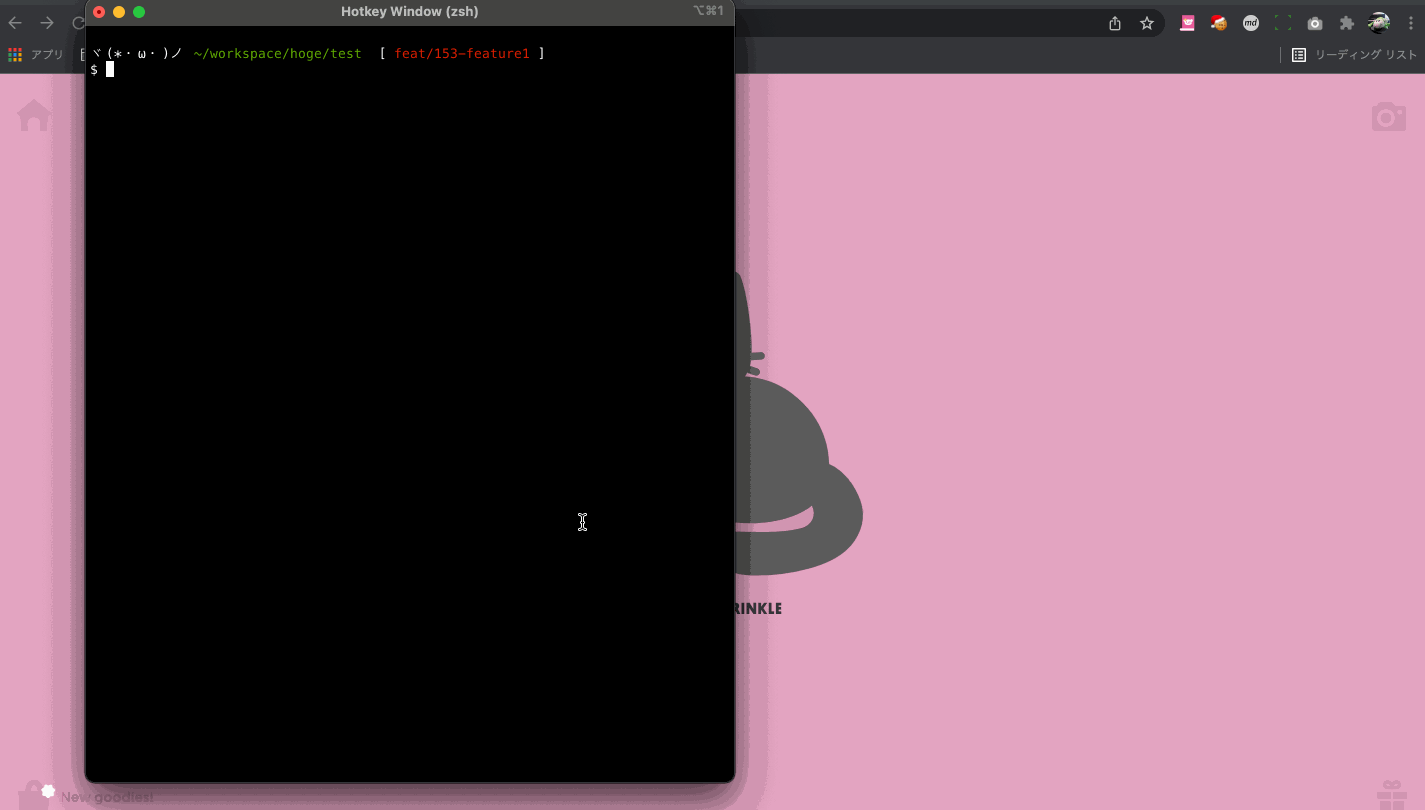 Hotkey Window (zsh)
⌥⌘1
アプリ
md
リーディング リスト
ヾ(*・ω・)ノ ~/workspace/hoge/test [ feat/153-feature1 ]
$
RINKLE
New goodies!